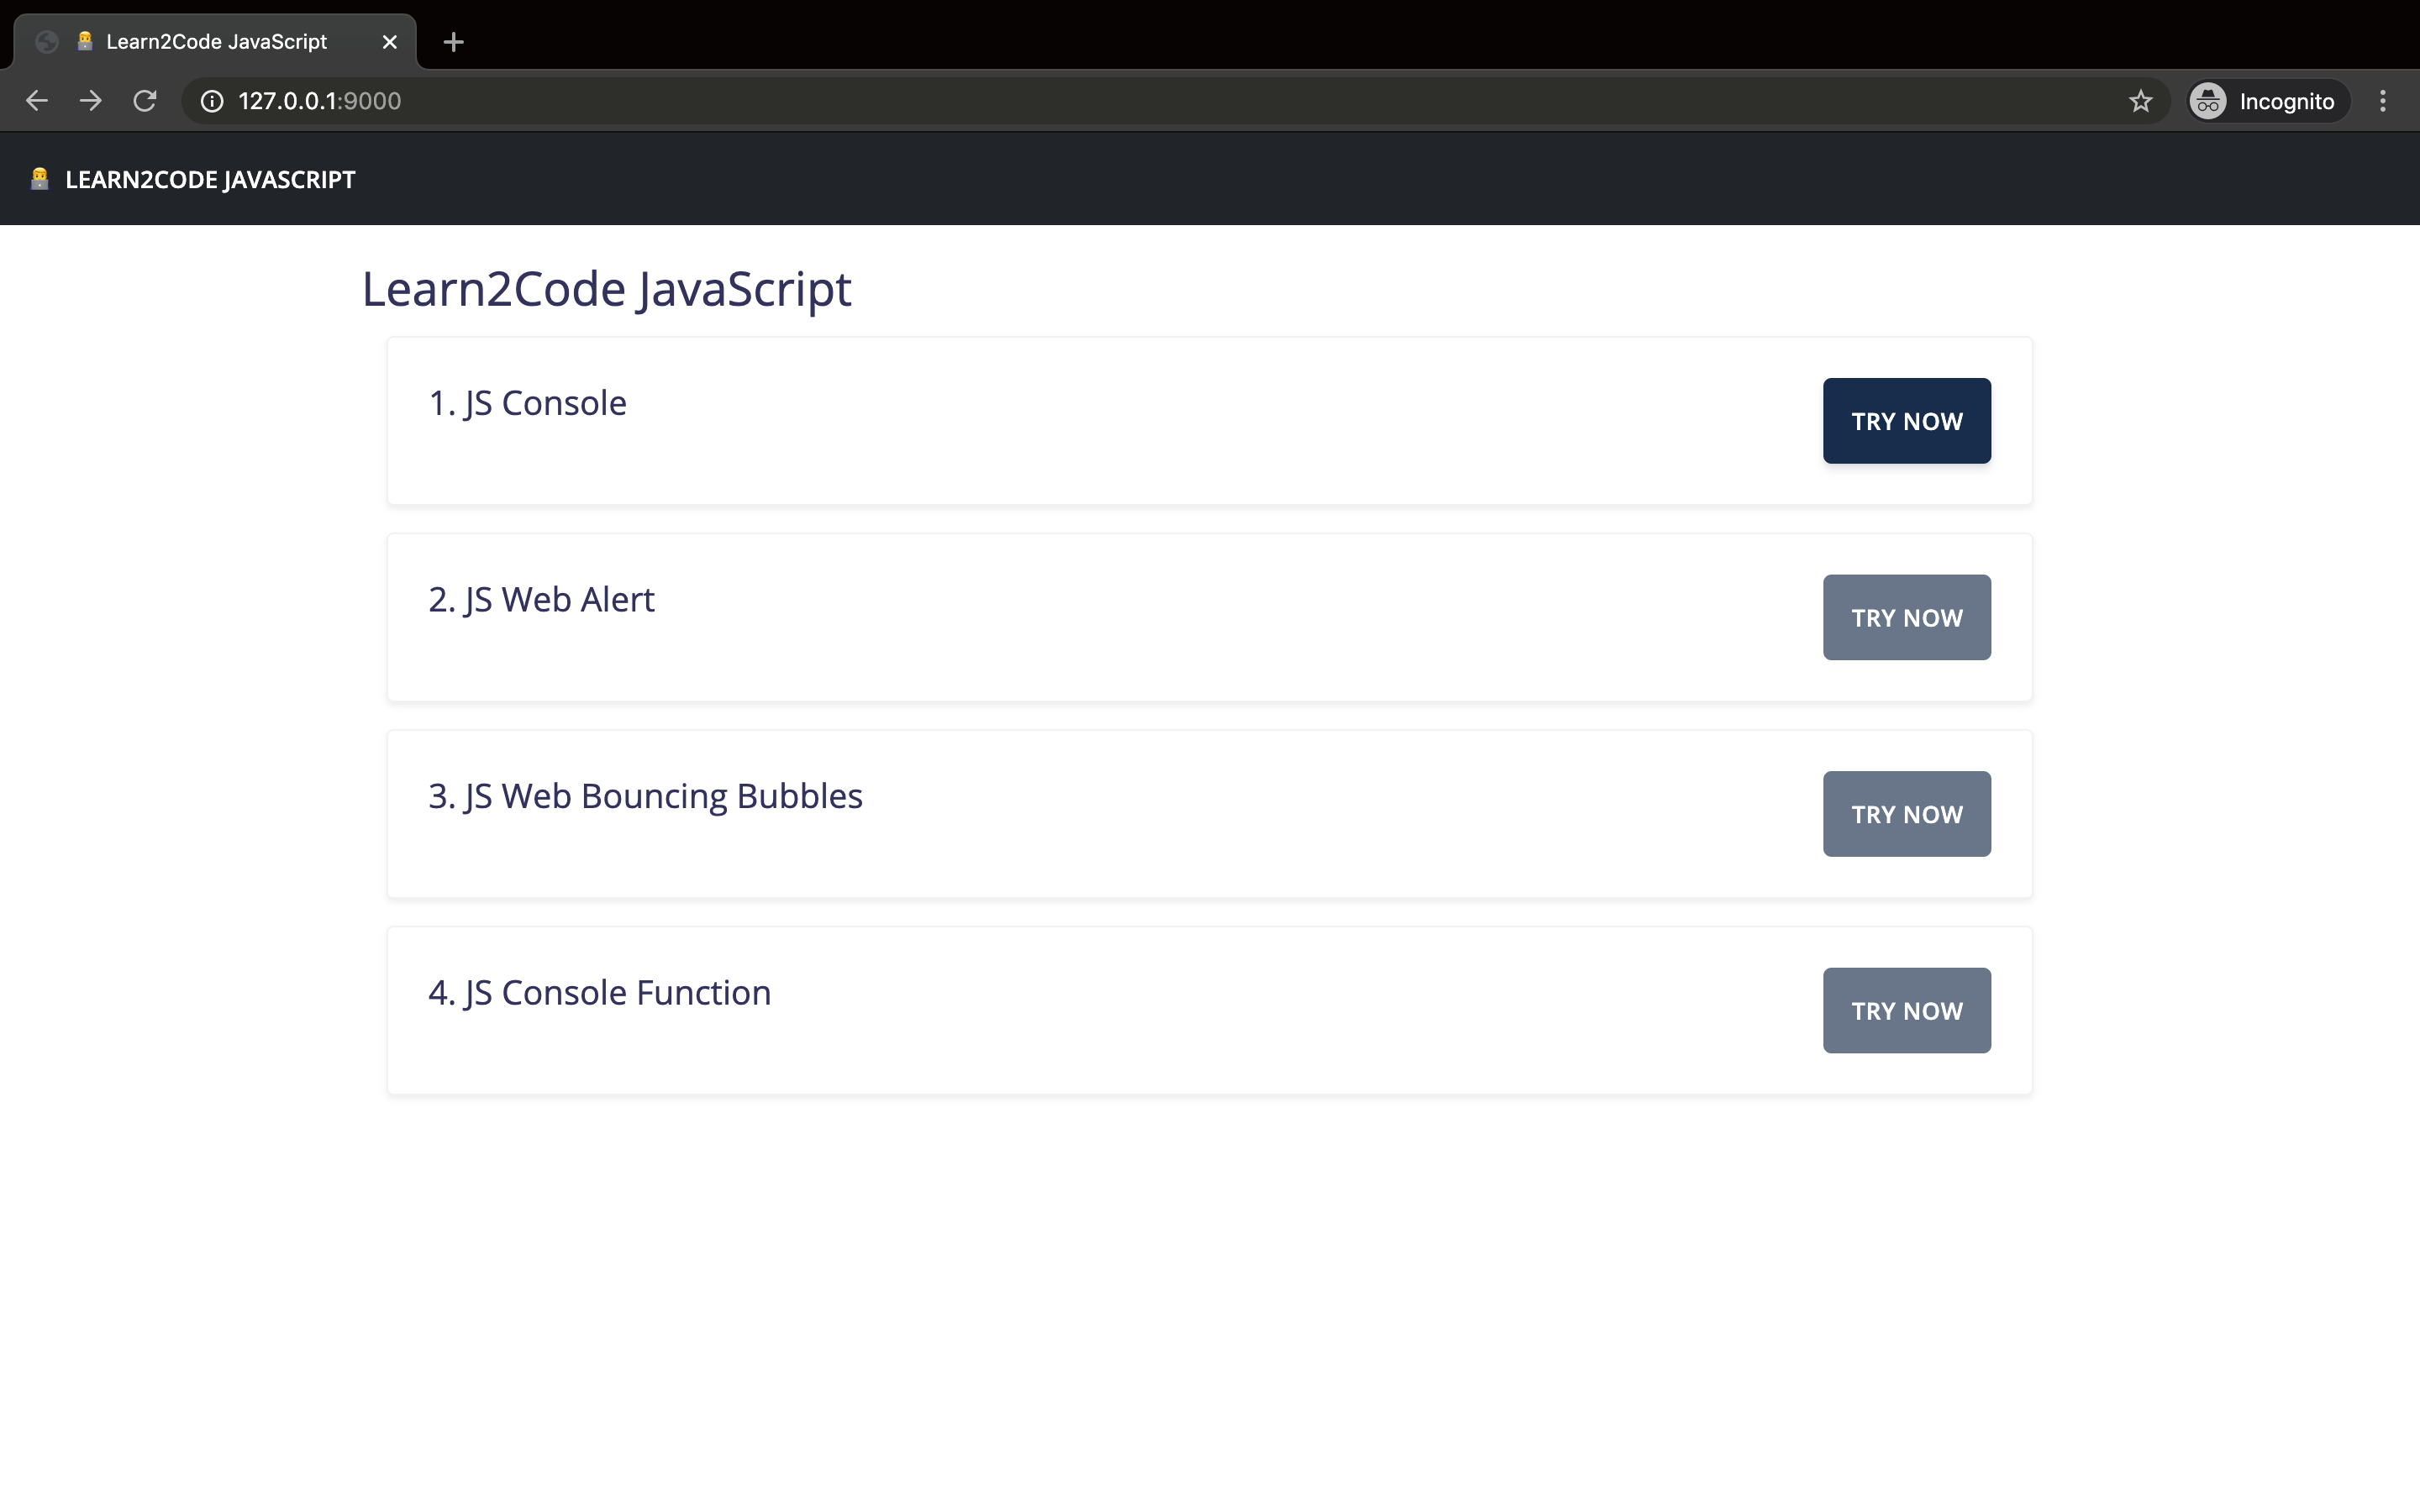 Learn2Code JavaScript
127.0.0.1:9000
Incognito
LEARN2CODE JAVASCRIPT
Learn2Code JavaScript
1. JS Console
TRY NOW
2. JS Web Alert
TRY NOW
3. JS Web Bouncing Bubbles
TRY NOW
4. JS Console Function
TRY NOW